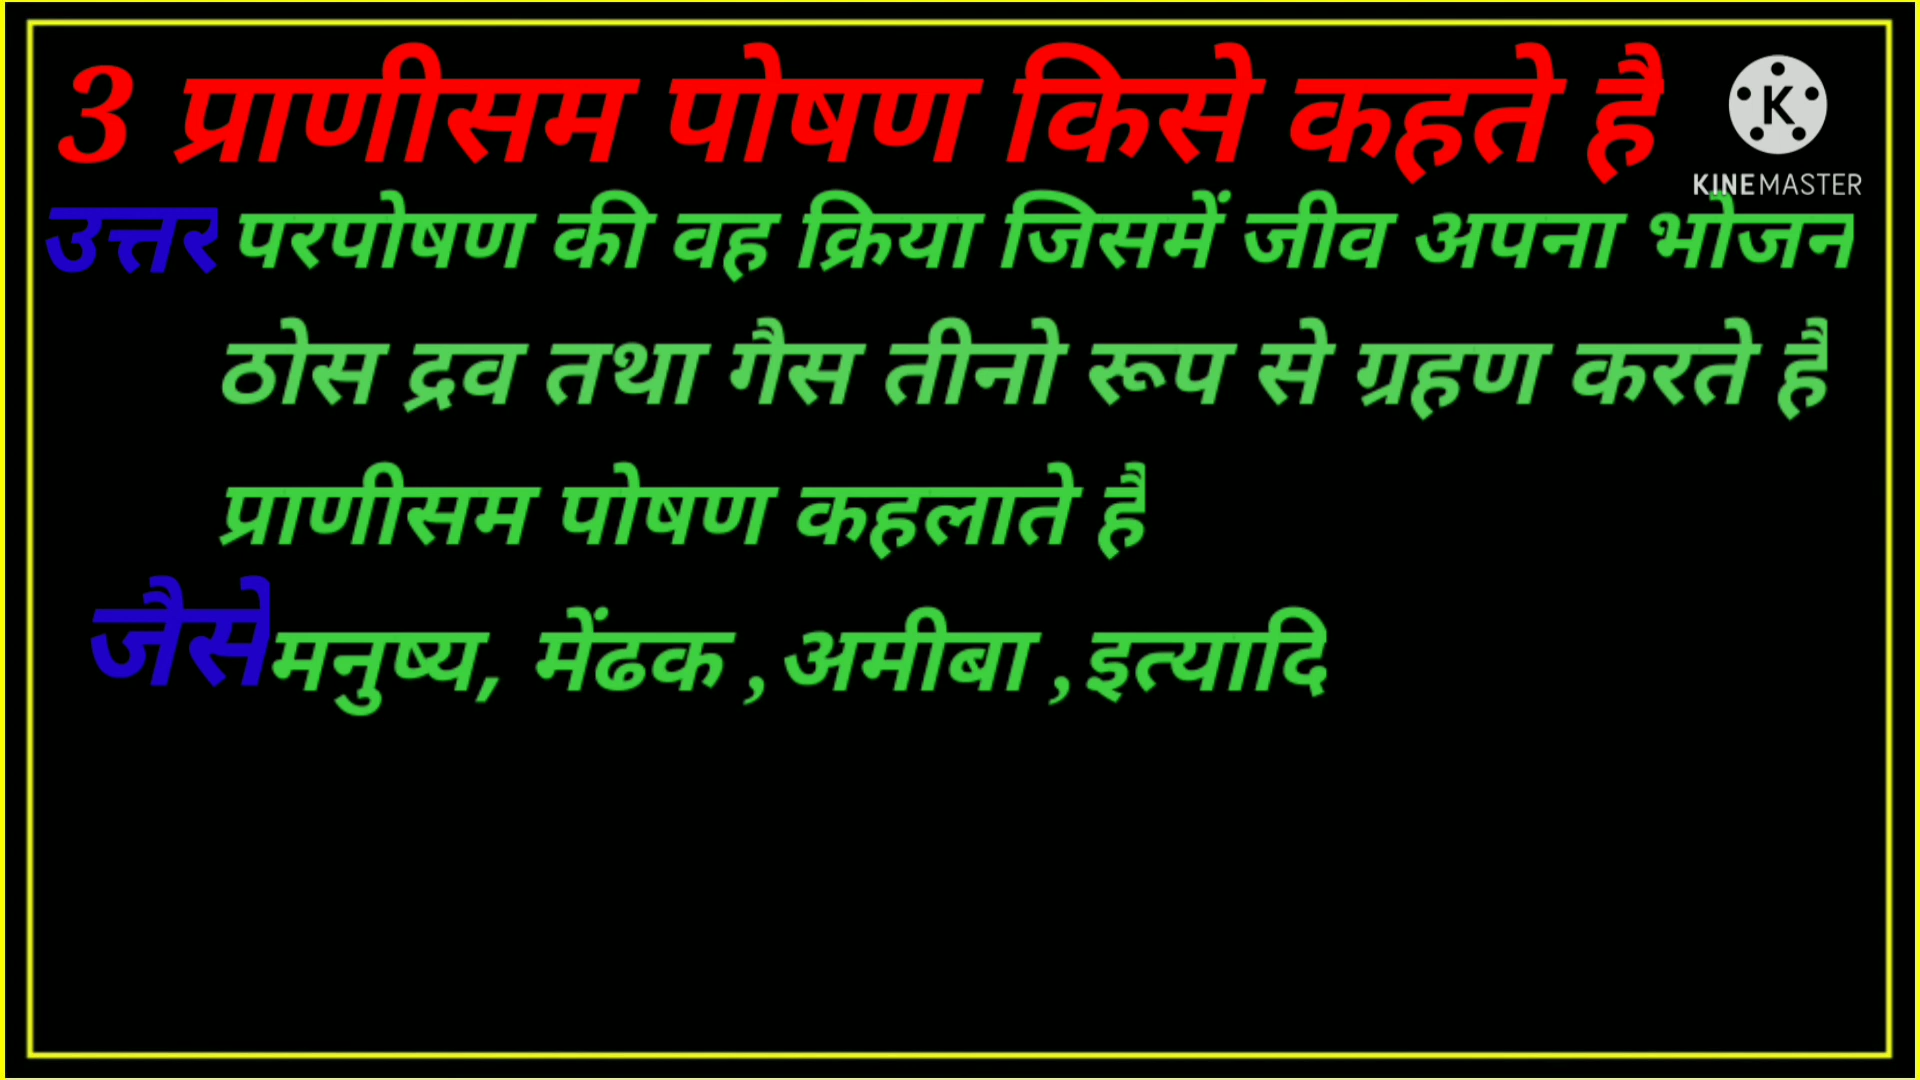 3 प्राणीसम पोषण किसे कहते है
KINEMASTER
उत्तर परपोषण की वह क्रिया जिसमें जीव अपना भोजन
ठोस द्रव तथा गैस तीनो रूप से ग्रहण करते है
प्राणीसम पोषण कहलाते है
जैसे मनुष्य, मेंढक ,अमीबा ,इत्यादि